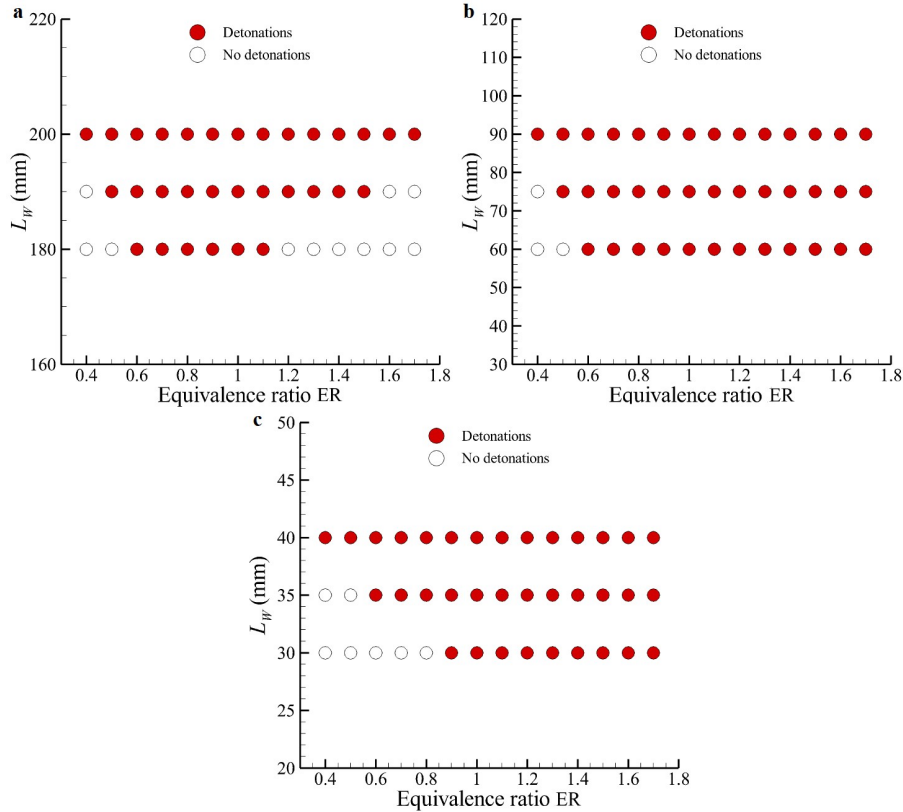 a
220
Detonations
No detonations
200
L_W (mm)
180
160
0.4 0.6 0.8 1 1.2 1.4 1.6 1.8
Equivalence ratio ER
b
120
Detonations
No detonations
110
100
90
80
L_W (mm)
70
60
50
40
30
0.4 0.6 0.8 1 1.2 1.4 1.6 1.8
Equivalence ratio ER
c
50
Detonations
No detonations
45
40
35
L_W (mm)
30
25
20
0.4 0.6 0.8 1 1.2 1.4 1.6 1.8
Equivalence ratio ER